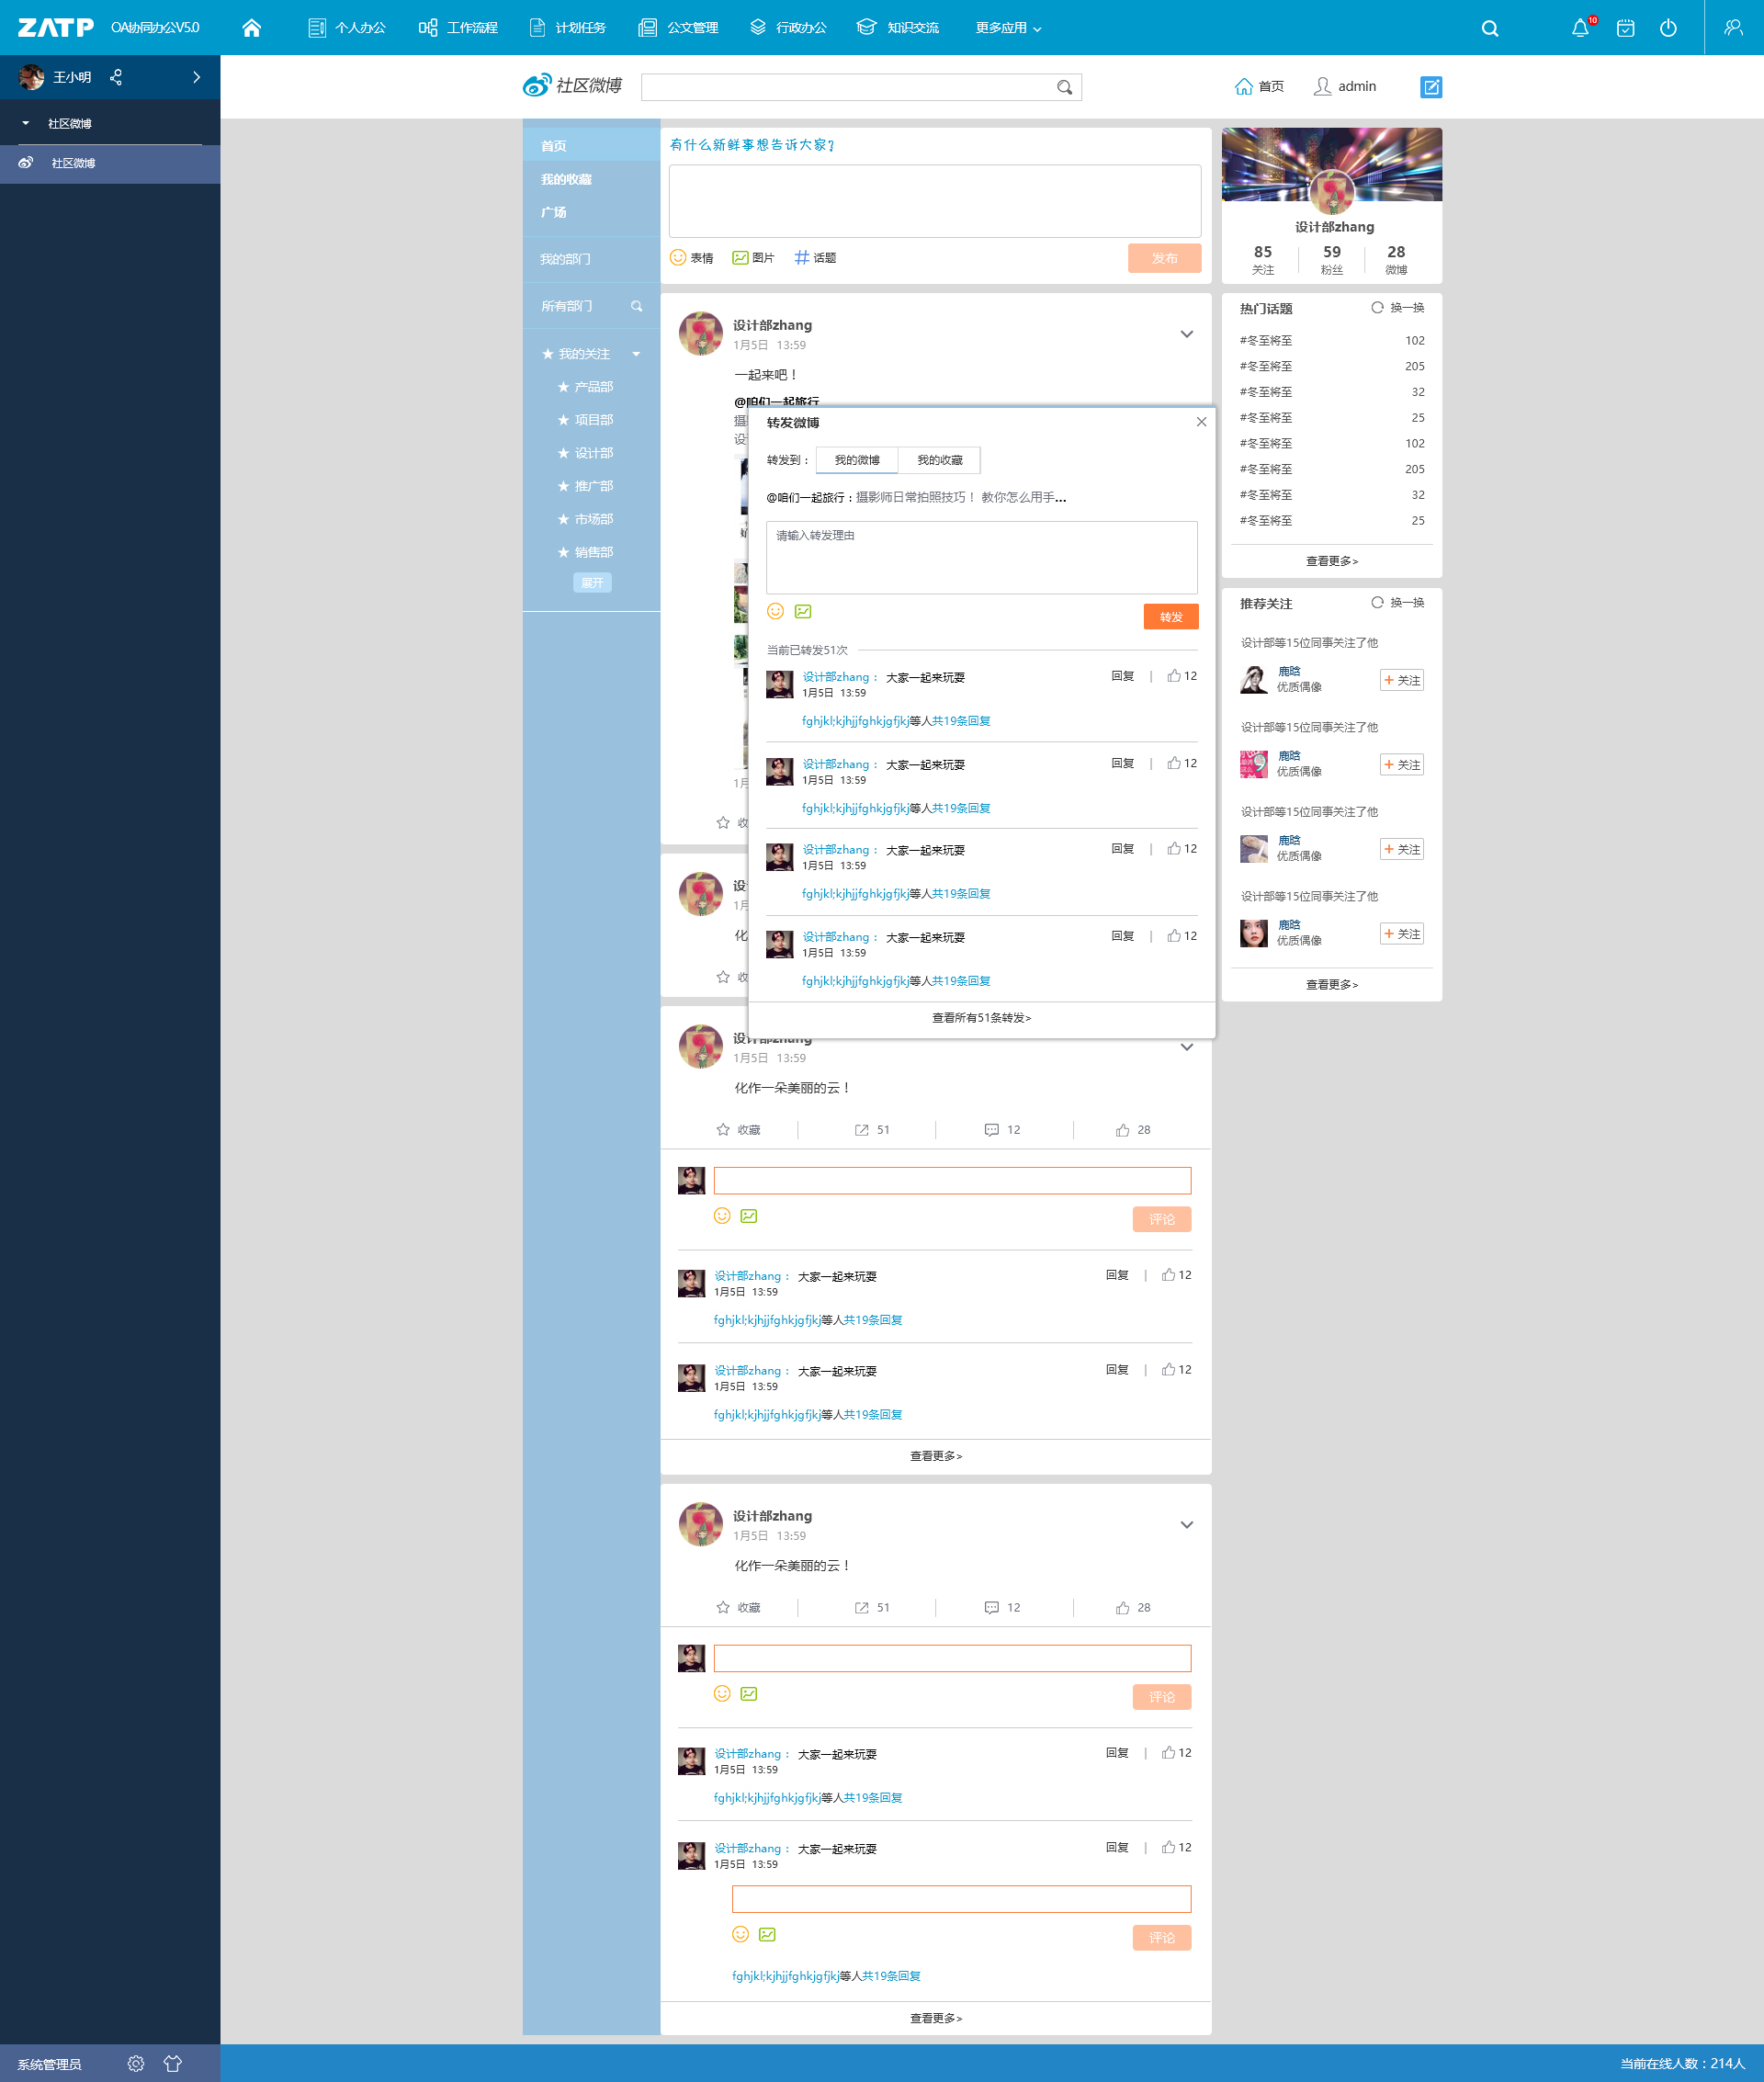 ZATP OA协同办公V5.0 个人办公 工作流程 计划任务 公文管理 行政办公 知识交流 更多应用 10
王小明
社区微博
社区微博
社区微博 首页 admin
首页
我的收藏
广场
我的部门
所有部门
★ 我的关注
★ 产品部
★ 项目部
★ 设计部
★ 推广部
★ 市场部
★ 销售部
展开
有什么新鲜事想告诉大家?
表情 图片 话题 发布
设计部zhang
1月5日 13:59
一起来吧！
@咱们一起旅行
摄
设
1月
收
设
1月
化
收
转发微博
转发到： 我的微博 我的收藏
@咱们一起旅行：摄影师日常拍照技巧！ 教你怎么用手...
请输入转发理由
转发
当前已转发51次
设计部zhang： 大家一起来玩耍 回复 | 12
1月5日 13:59
fghjkl;kjhjjfghkjgfjkj等人共19条回复
设计部zhang： 大家一起来玩耍 回复 | 12
1月5日 13:59
fghjkl;kjhjjfghkjgfjkj等人共19条回复
设计部zhang： 大家一起来玩耍 回复 | 12
1月5日 13:59
fghjkl;kjhjjfghkjgfjkj等人共19条回复
设计部zhang： 大家一起来玩耍 回复 | 12
1月5日 13:59
fghjkl;kjhjjfghkjgfjkj等人共19条回复
查看所有51条转发>
设计部zhang
1月5日 13:59
化作一朵美丽的云！
收藏 51 12 28
评论
设计部zhang： 大家一起来玩耍 回复 | 12
1月5日 13:59
fghjkl;kjhjjfghkjgfjkj等人共19条回复
设计部zhang： 大家一起来玩耍 回复 | 12
1月5日 13:59
fghjkl;kjhjjfghkjgfjkj等人共19条回复
查看更多>
设计部zhang
1月5日 13:59
化作一朵美丽的云！
收藏 51 12 28
评论
设计部zhang： 大家一起来玩耍 回复 | 12
1月5日 13:59
fghjkl;kjhjjfghkjgfjkj等人共19条回复
设计部zhang： 大家一起来玩耍 回复 | 12
1月5日 13:59
评论
fghjkl;kjhjjfghkjgfjkj等人共19条回复
查看更多>
设计部zhang
85 59 28
关注 粉丝 微博
热门话题 换一换
#冬至将至 102
#冬至将至 205
#冬至将至 32
#冬至将至 25
#冬至将至 102
#冬至将至 205
#冬至将至 32
#冬至将至 25
查看更多>
推荐关注 换一换
设计部等15位同事关注了他
鹿晗
优质偶像 + 关注
设计部等15位同事关注了他
鹿晗
优质偶像 + 关注
设计部等15位同事关注了他
鹿晗
优质偶像 + 关注
设计部等15位同事关注了他
鹿晗
优质偶像 + 关注
查看更多>
系统管理员 当前在线人数：214人